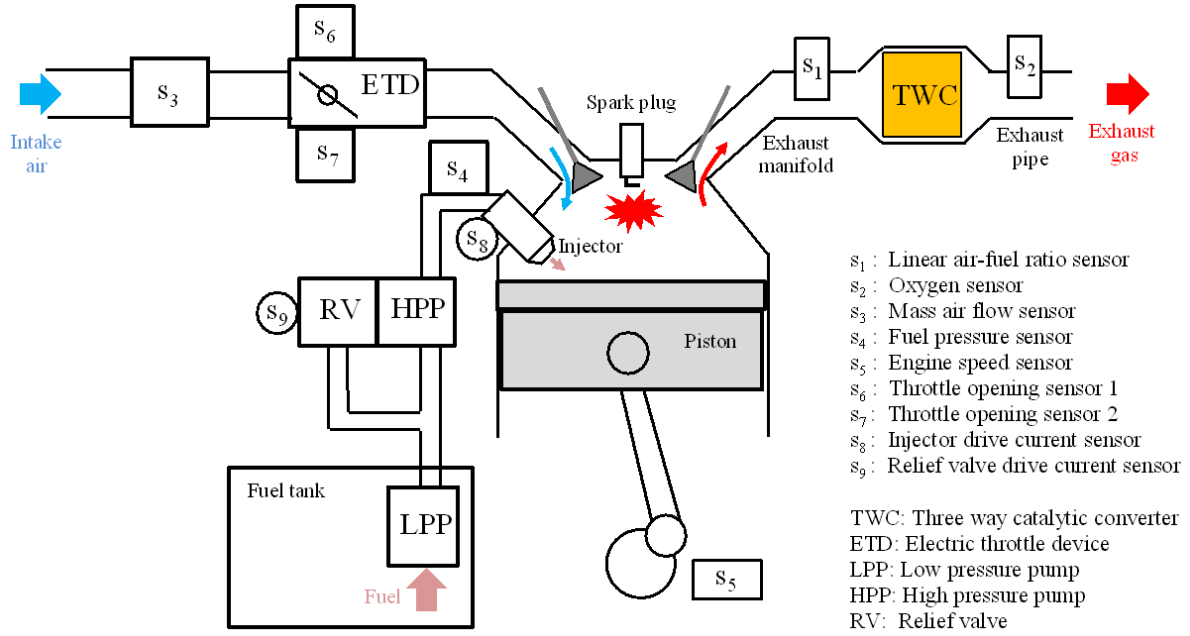 s6
s3
ETD
s7
Intake
air
Spark plug
s1
TWC
s2
Exhaust
manifold
Exhaust
pipe
Exhaust
gas
s4
s8
Injector
s9
RV
HPP
Piston
Fuel tank
LPP
Fuel
s5
s1 : Linear air-fuel ratio sensor
s2 : Oxygen sensor
s3 : Mass air flow sensor
s4 : Fuel pressure sensor
s5 : Engine speed sensor
s6 : Throttle opening sensor 1
s7 : Throttle opening sensor 2
s8 : Injector drive current sensor
s9 : Relief valve drive current sensor
TWC: Three way catalytic converter
ETD: Electric throttle device
LPP: Low pressure pump
HPP: High pressure pump
RV: Relief valve